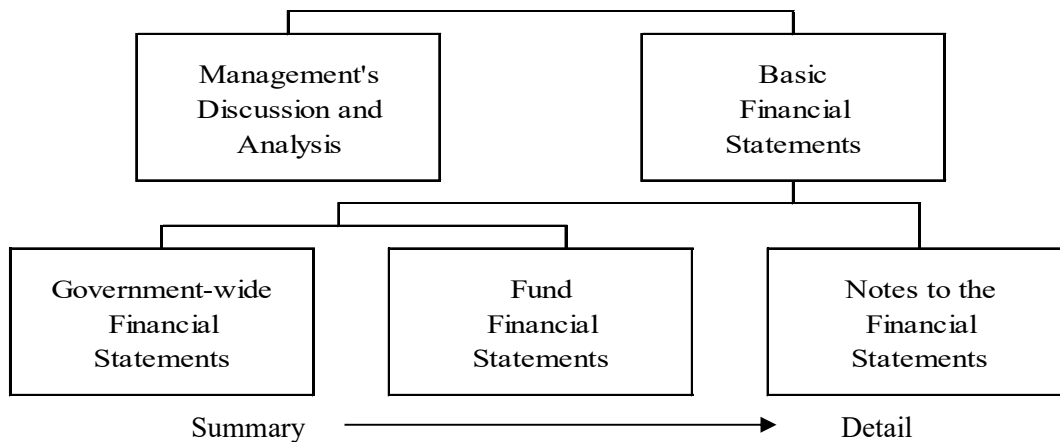 Management's
Discussion and
Analysis
Basic
Financial
Statements
Government-wide
Financial
Statements
Fund
Financial
Statements
Notes to the
Financial
Statements
Summary
Detail